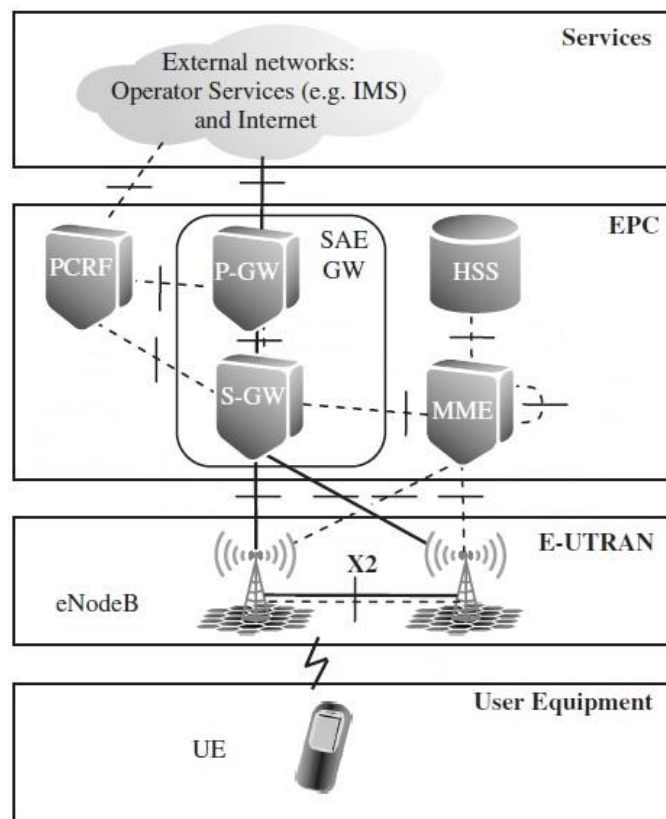 Services
External networks:
Operator Services (e.g. IMS)
and Internet
EPC
SAE
GW
PCRF
P-GW
HSS
S-GW
MME
E-UTRAN
X2
eNodeB
User Equipment
UE